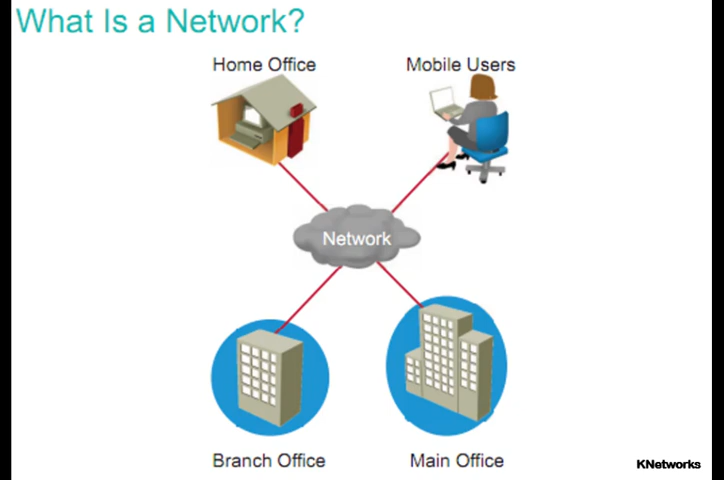 What Is a Network?
Home Office
Mobile Users
Network
Branch Office
Main Office
KNetworks